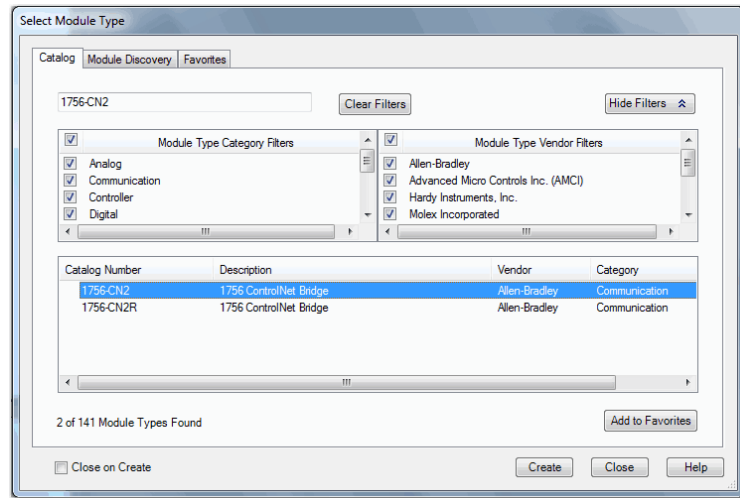 Select Module Type
Catalog Module Discovery Favorites
1756-CN2 Clear Filters Hide Filters
Module Type Category Filters Module Type Vendor Filters
Analog Allen-Bradley
Communication Advanced Micro Controls Inc. (AMCI)
Controller Hardy Instruments, Inc.
Digital Molex Incorporated
Catalog Number Description Vendor Category
1756-CN2 1756 ControlNet Bridge Allen-Bradley Communication
1756-CN2R 1756 ControlNet Bridge Allen-Bradley Communication
2 of 141 Module Types Found Add to Favorites
Close on Create Create Close Help